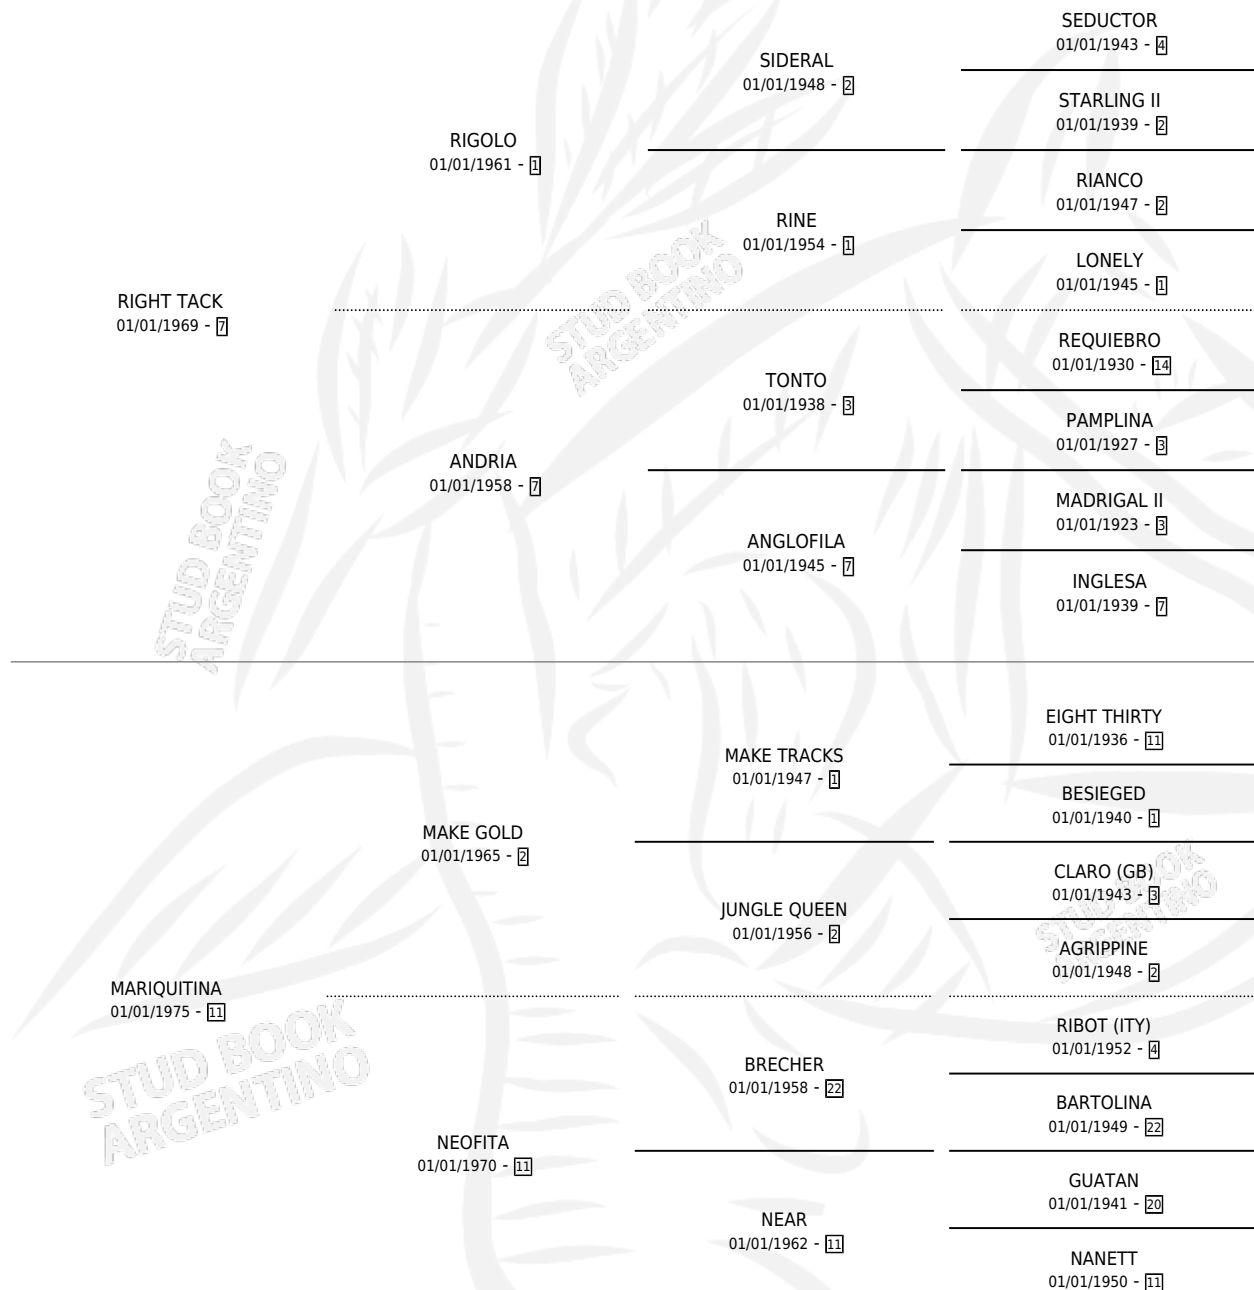 SEDUCTOR
01/01/1943 - 4
SIDERAL
01/01/1948 - 2
STARLING II
01/01/1939 - 2
RIGOLO
01/01/1961 - 1
RIANCO
01/01/1947 - 2
RINE
01/01/1954 - 1
LONELY
01/01/1945 - 1
RIGHT TACK
01/01/1969 - 7
REQUIEBRO
01/01/1930 - 14
TONTO
01/01/1938 - 3
PAMPLINA
01/01/1927 - 3
ANDRIA
01/01/1958 - 7
MADRIGAL II
01/01/1923 - 3
ANGLOFILA
01/01/1945 - 7
INGLESA
01/01/1939 - 7
EIGHT THIRTY
01/01/1936 - 11
MAKE TRACKS
01/01/1947 - 1
BESIEGED
01/01/1940 - 1
MAKE GOLD
01/01/1965 - 2
CLARO (GB)
01/01/1943 - 3
JUNGLE QUEEN
01/01/1956 - 2
AGRIPPINE
01/01/1948 - 2
MARIQUITINA
01/01/1975 - 11
RIBOT (ITY)
01/01/1952 - 4
BRECHER
01/01/1958 - 22
BARTOLINA
01/01/1949 - 22
NEOFITA
01/01/1970 - 11
GUATAN
01/01/1941 - 20
NEAR
01/01/1962 - 11
NANETT
01/01/1950 - 11
STUD BOOK
ARGENTINO
STUD BOOK
ARGENTINO
STUD BOOK
ARGENTINO
STUD BOOK
ARGENTINO